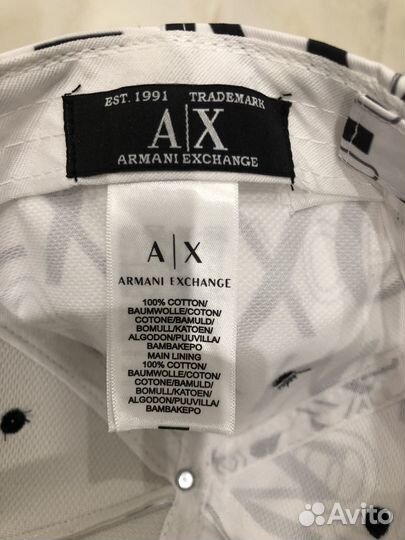 EST. 1991 TRADEMARK
A|X
ARMANI EXCHANGE
A|X
ARMANI EXCHANGE
100% COTTON/
BAUMWOLLE/COTON/
COTONE/BAMULD/
BOMULL/KATOEN/
ALGODON/PUUVILLA/
BAMBAKEPO
MAIN LINING
100% COTTON/
BAUMWOLLE/COTON/
COTONE/BAMULD/
BOMULL/KATOEN/
ALGODON/PUUVILLA/
BAMBAKEPO
Avito